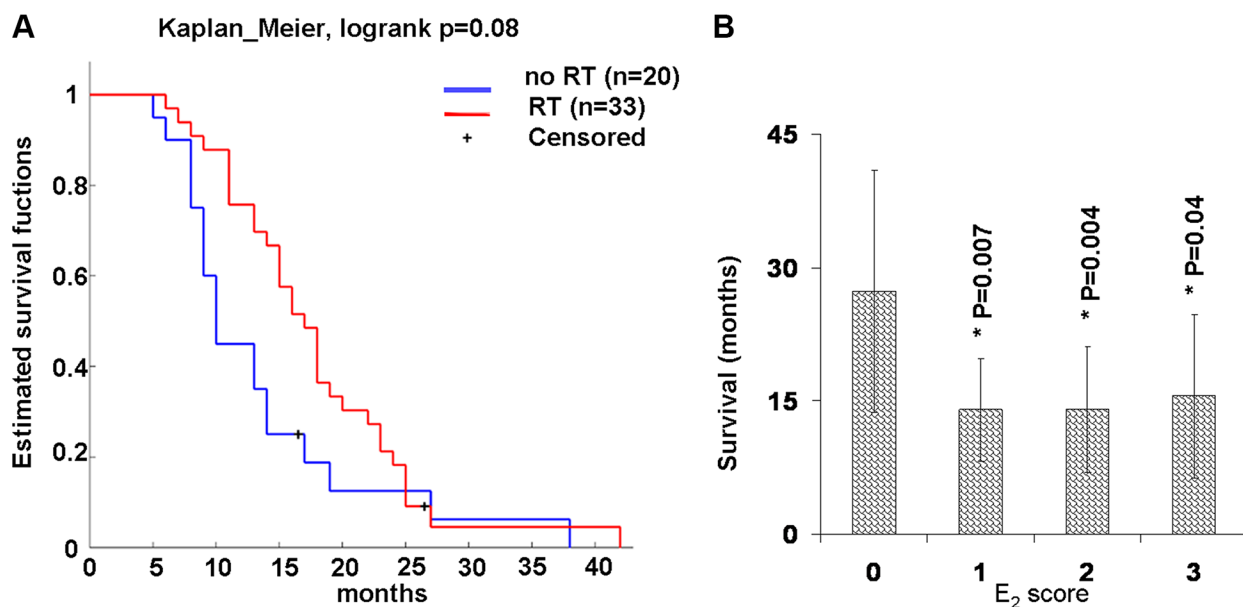 A
Kaplan_Meier, logrank p=0.08
no RT (n=20)
RT (n=33)
+ Censored
Estimated survival fuctions
1
0.8
0.6
0.4
0.2
0
0 5 10 15 20 25 30 35 40
months
B
Survival (months)
45
30
15
0
* P=0.007
* P=0.004
* P=0.04
0 1 2 3
E₂ score